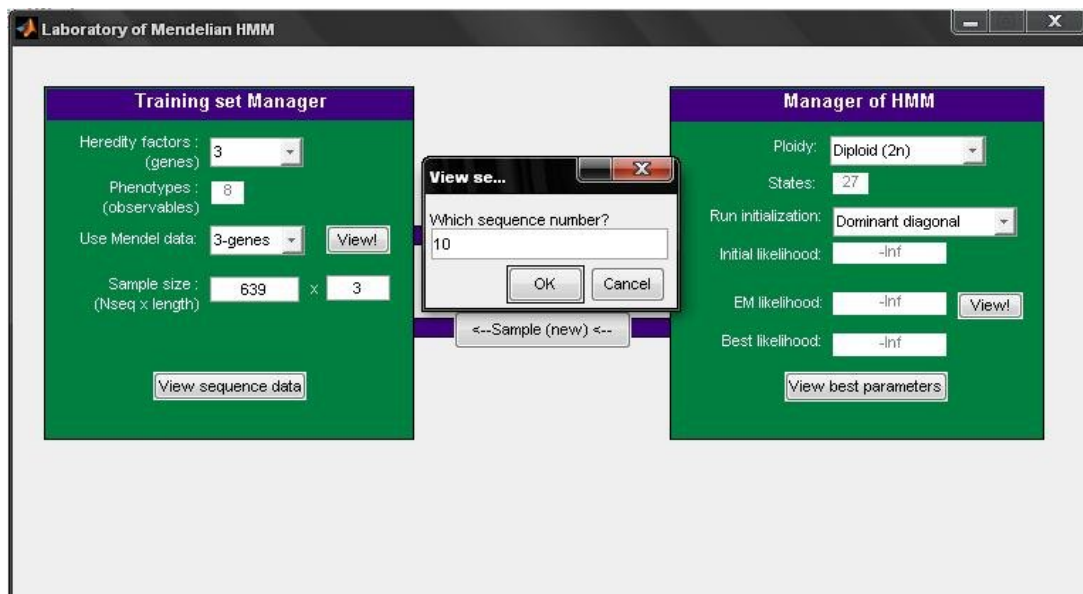 Laboratory of Mendelian HMM
X
Training set Manager
Heredity factors :
(genes)
3
Phenotypes :
(observables)
8
Use Mendel data:
3-genes
View!
Sample size :
(Nseq x length)
639
x
3
View sequence data
View se...
X
Which sequence number?
10
OK
Cancel
<--Sample (new) <--
Manager of HMM
Ploidy:
Diploid (2n)
States:
27
Run initialization:
Dominant diagonal
Initial likelihood:
-Inf
EM likelihood:
-Inf
View!
Best likelihood:
-Inf
View best parameters